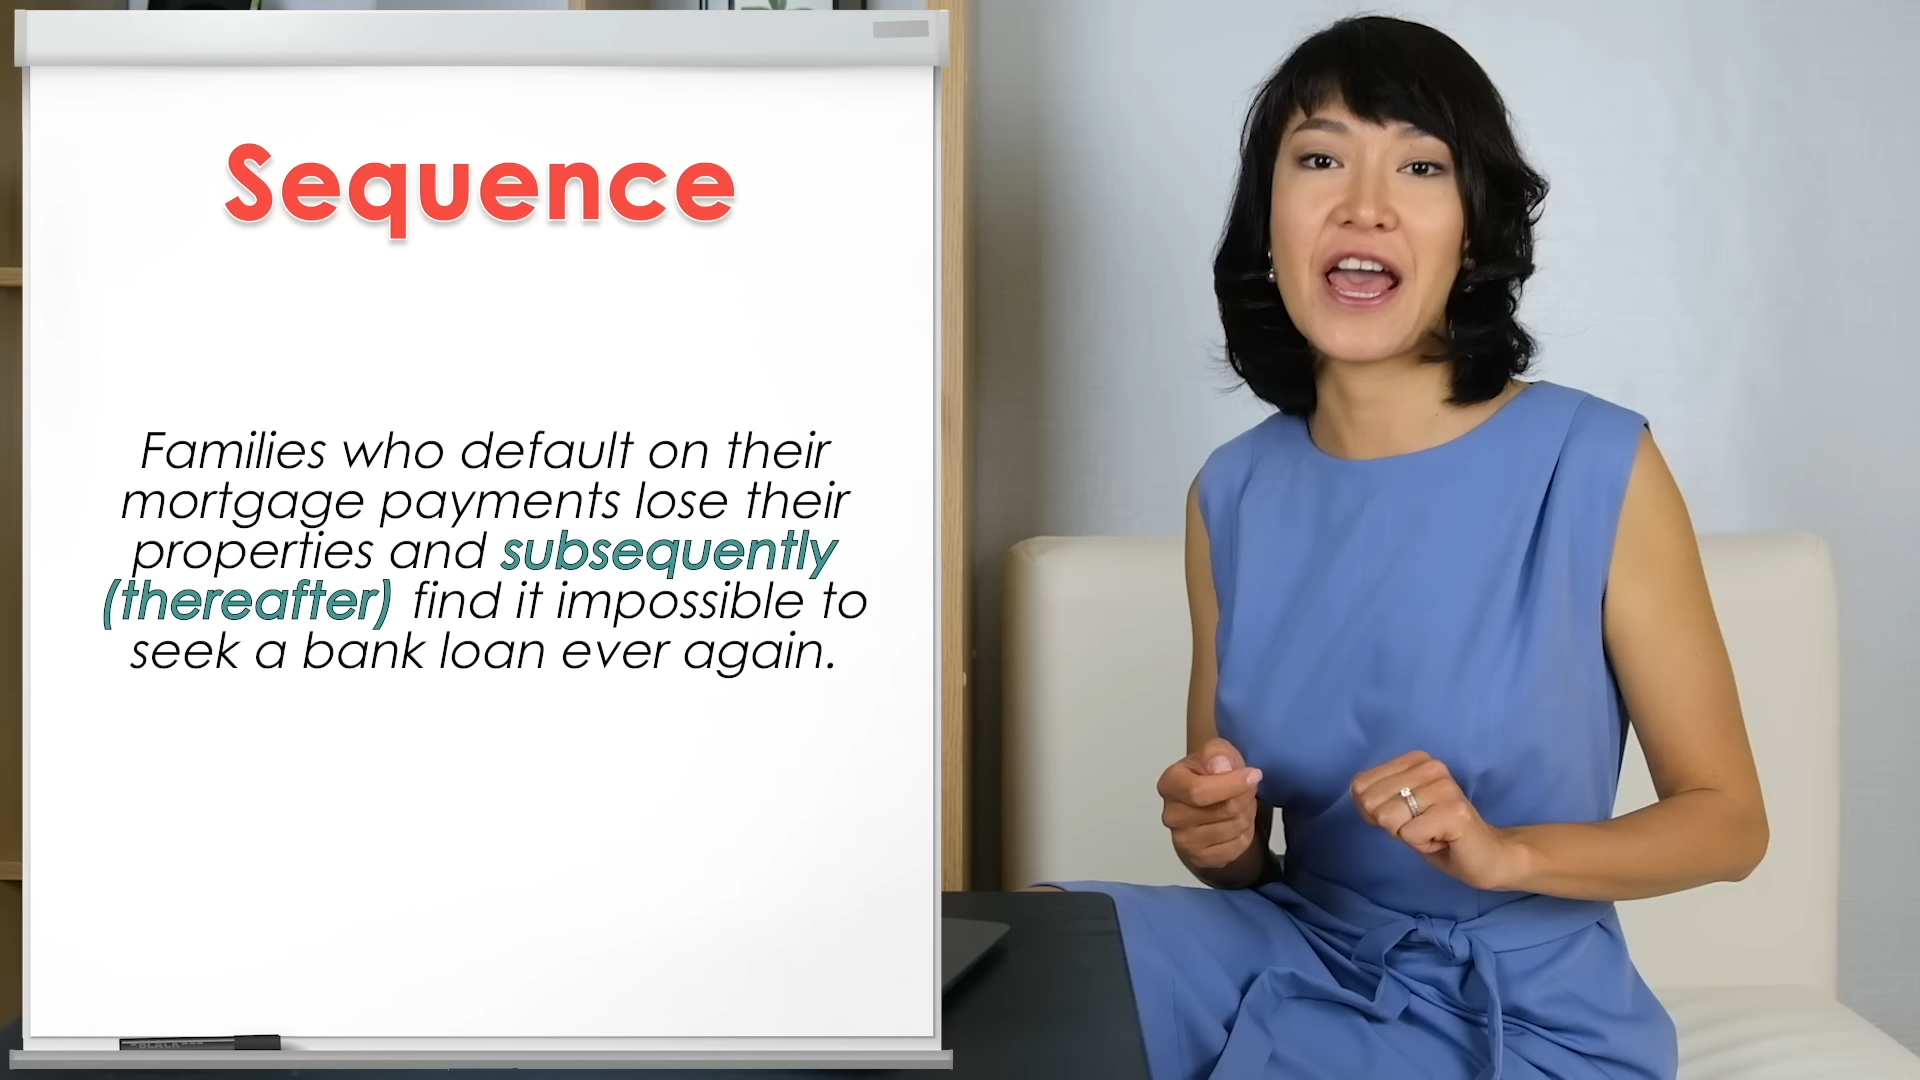 Sequence
Families who default on their
mortgage payments lose their
properties and subsequently
(thereafter) find it impossible to
seek a bank loan ever again.
BLACK